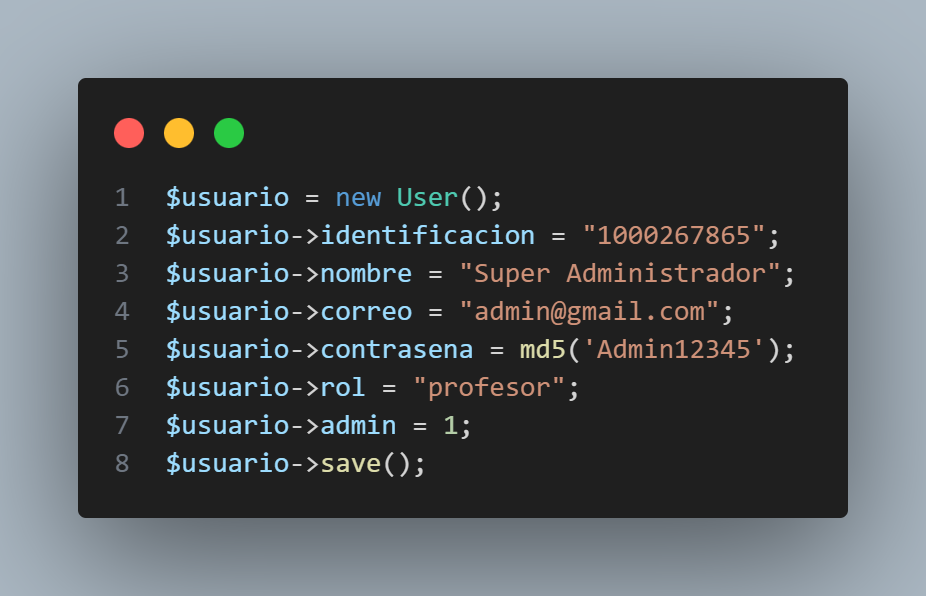 1 $usuario = new User();
2 $usuario->identificacion = "1000267865";
3 $usuario->nombre = "Super Administrador";
4 $usuario->correo = "admin@gmail.com";
5 $usuario->contrasena = md5('Admin12345');
6 $usuario->rol = "profesor";
7 $usuario->admin = 1;
8 $usuario->save();